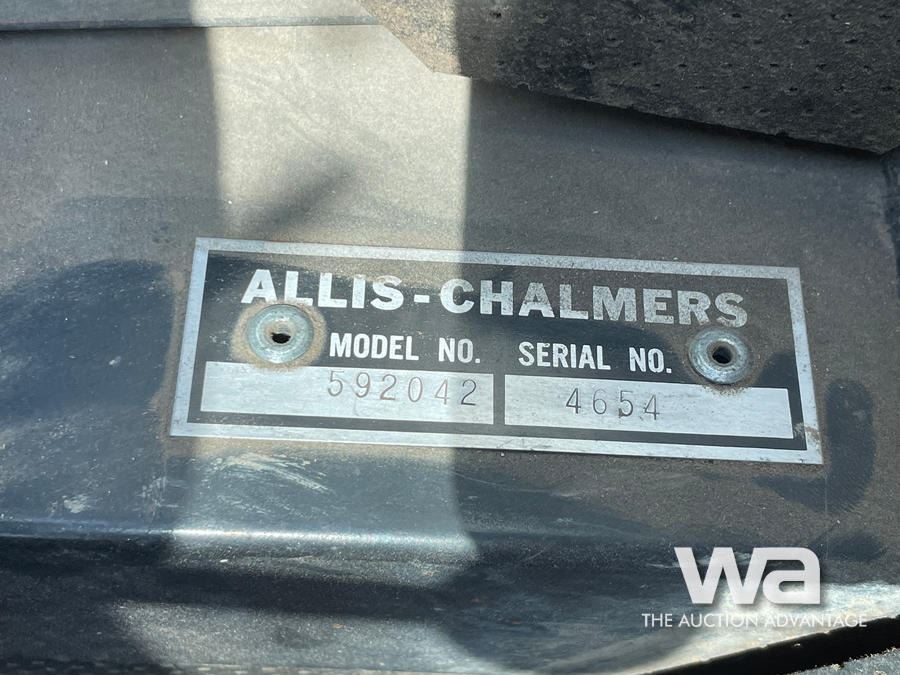 ALLIS-CHALMERS
MODEL NO. SERIAL NO.
592042 4654
wa
THE AUCTION ADVANTAGE